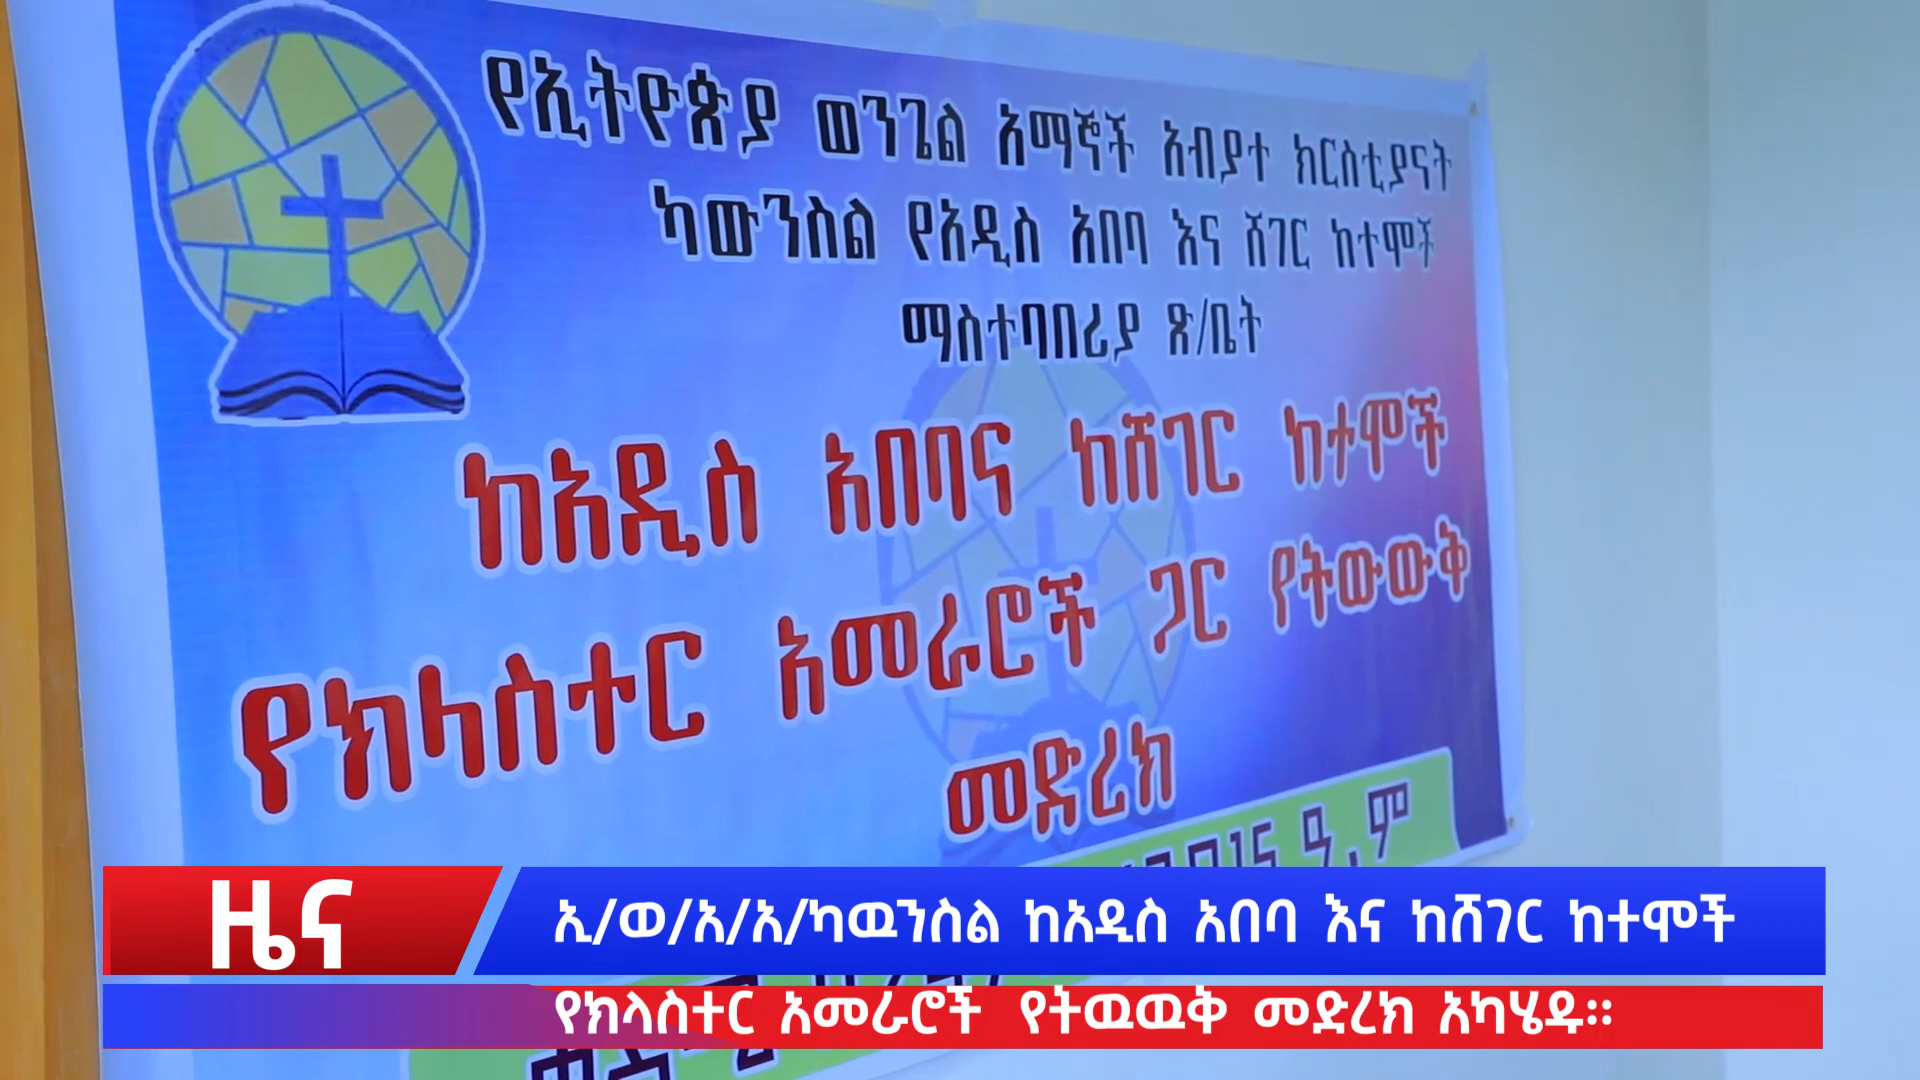 የኢትዮጵያ ወንጌል አማኞች አብያተ ክርስቲያናት
ካውንስል የአዲስ አበባ እና ሸገር ከተሞች
ማስተባበሪያ ጽ/ቤት
ከአዲስ አበባና ከሸገር ከተሞች
የክላስተር አመራሮች ጋር የትውውቅ
መድረክ
ዓ.ም
ዜና
ኢ/ወ/አ/አ/ካዉንስል ከአዲስ አበባ እና ከሸገር ከተሞች
የክላስተር አመራሮች የትዉዉቅ መድረክ አካሄዱ።